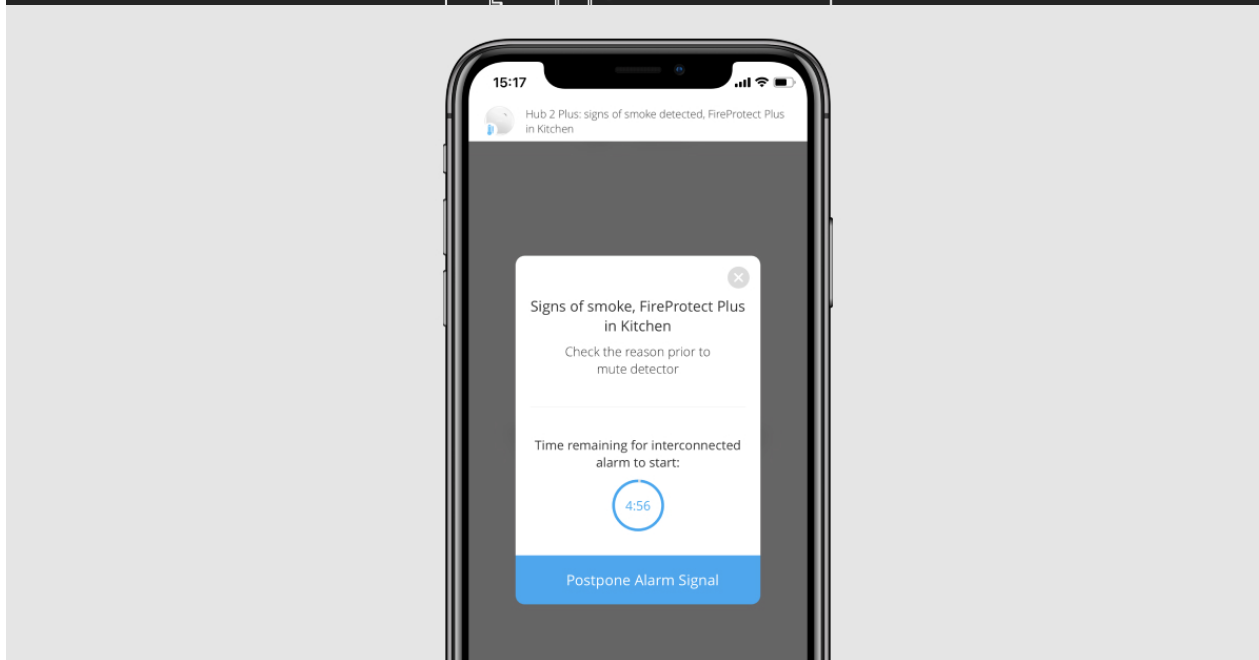 15:17
Hub 2 Plus: signs of smoke detected, FireProtect Plus
in Kitchen
Signs of smoke, FireProtect Plus
in Kitchen
Check the reason prior to
mute detector
Time remaining for interconnected
alarm to start:
4:56
Postpone Alarm Signal